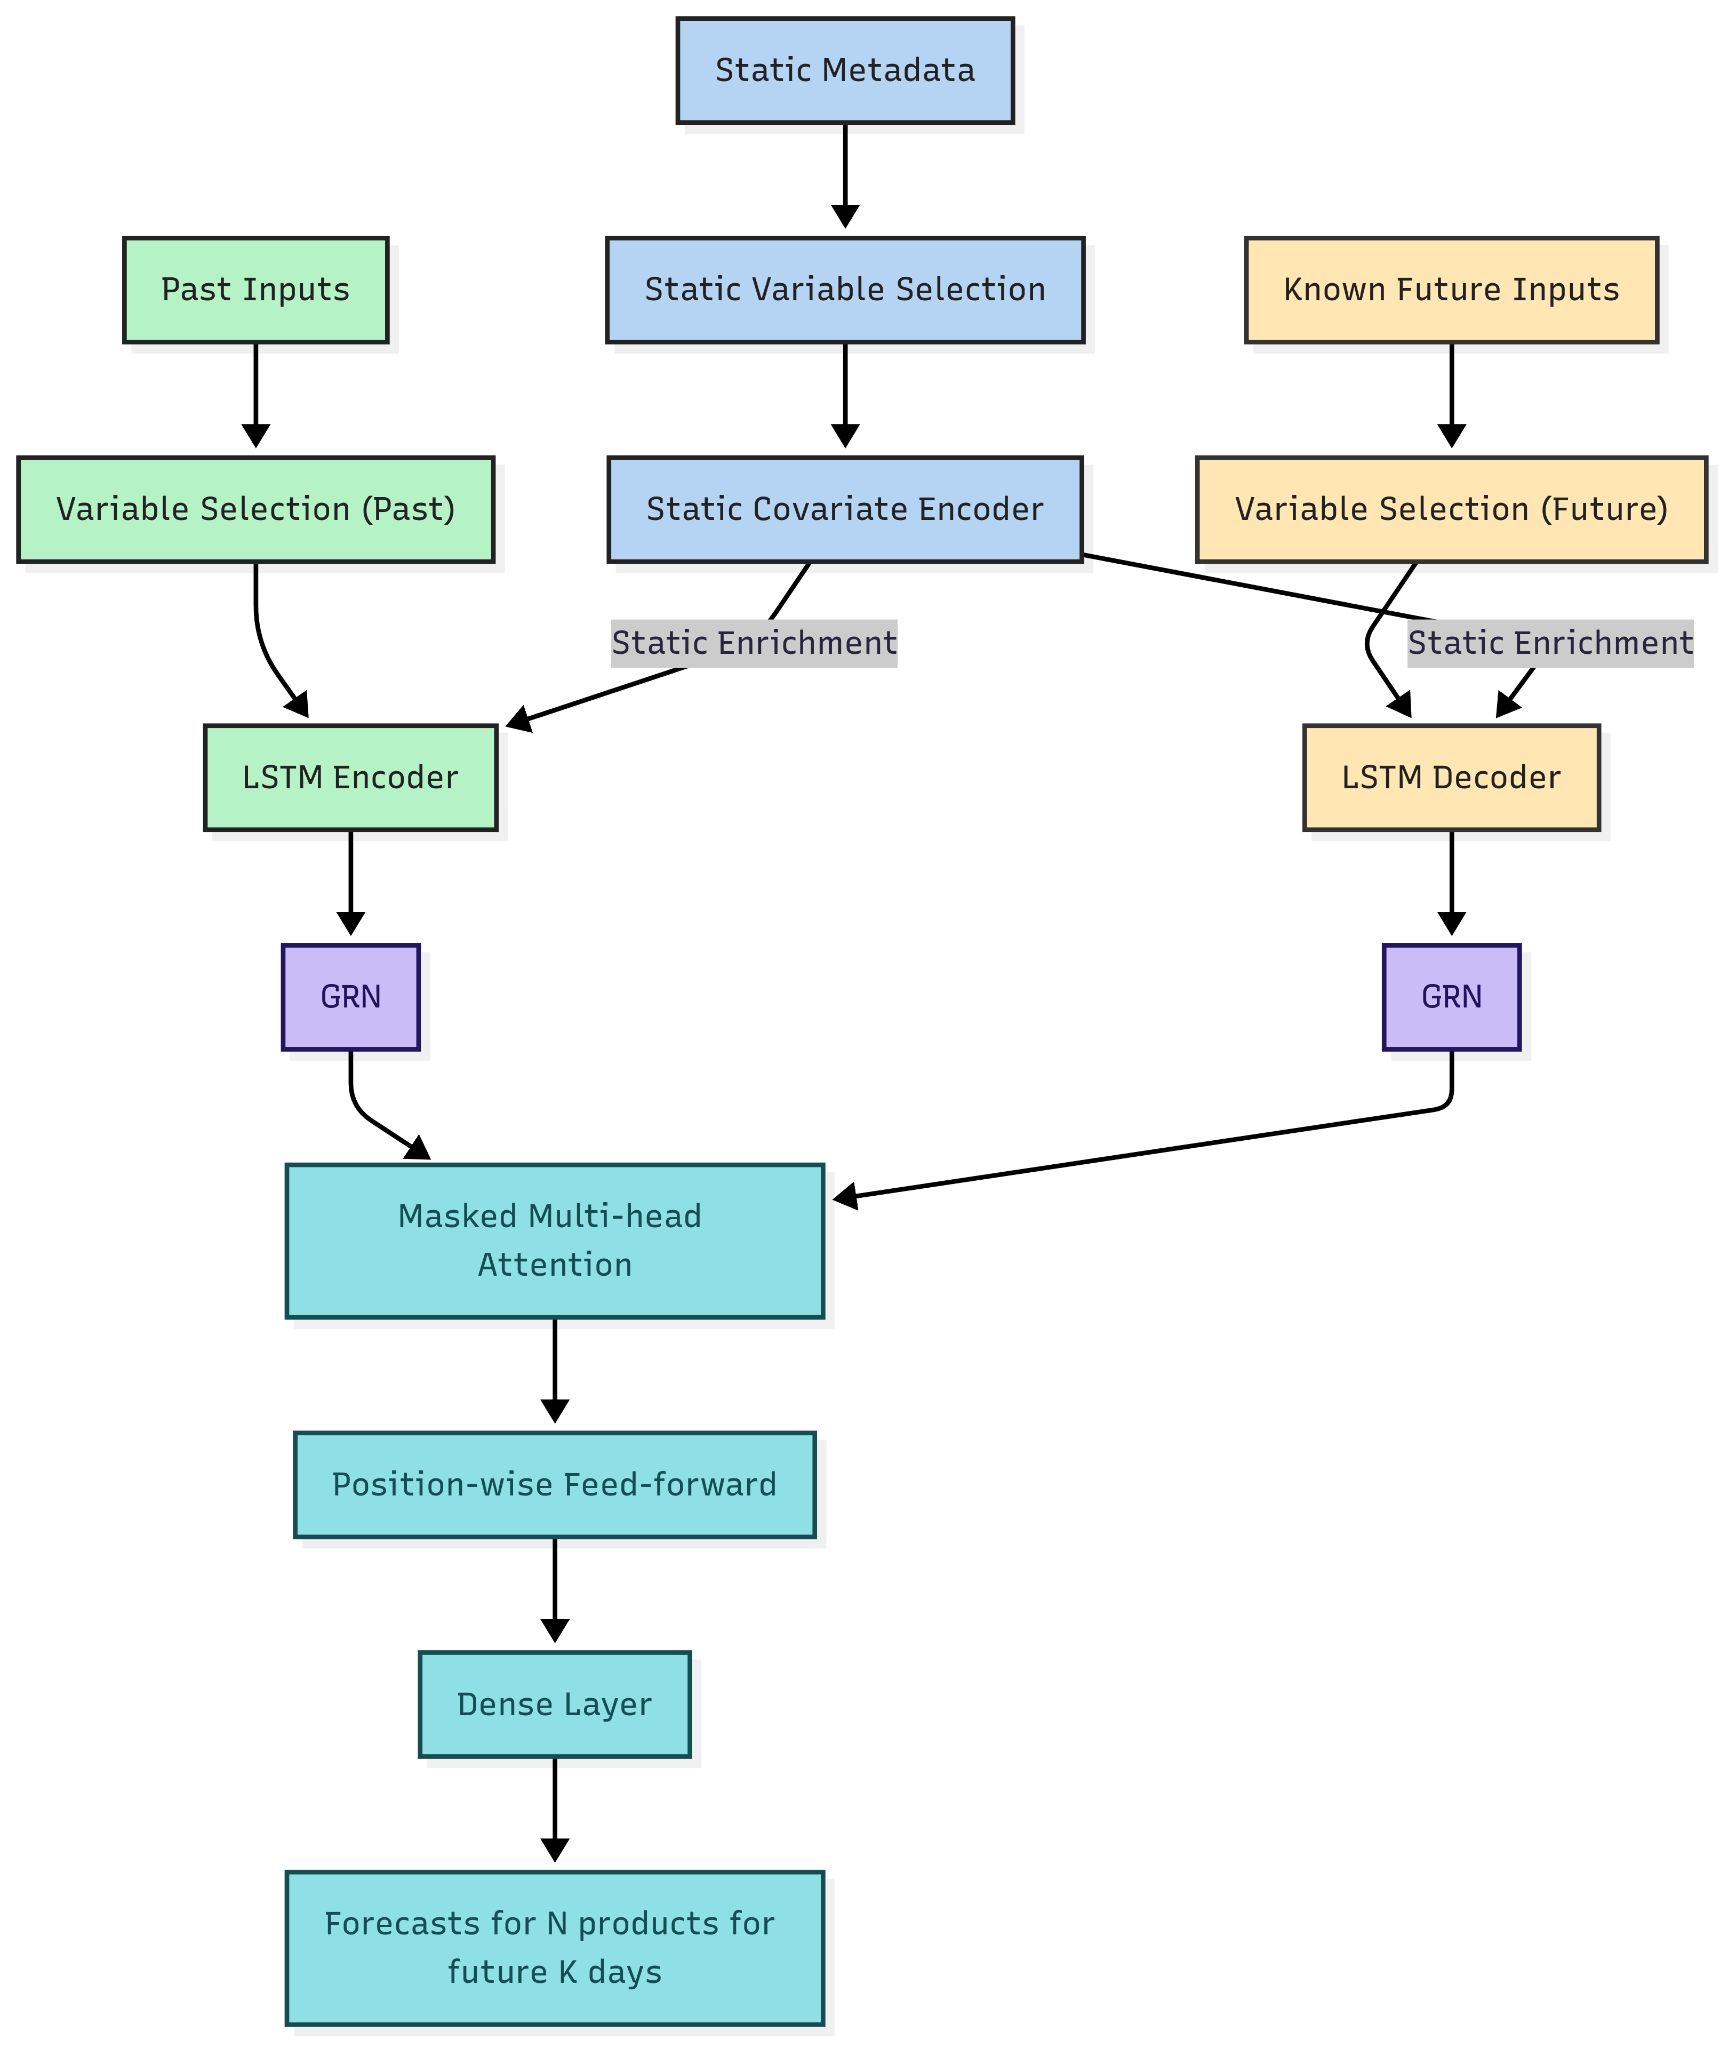 Static Metadata
Past Inputs
Static Variable Selection
Known Future Inputs
Variable Selection (Past)
Static Covariate Encoder
Variable Selection (Future)
Static Enrichment
Static Enrichment
LSTM Encoder
LSTM Decoder
GRN
GRN
Masked Multi-head
Attention
Position-wise Feed-forward
Dense Layer
Forecasts for N products for
future K days